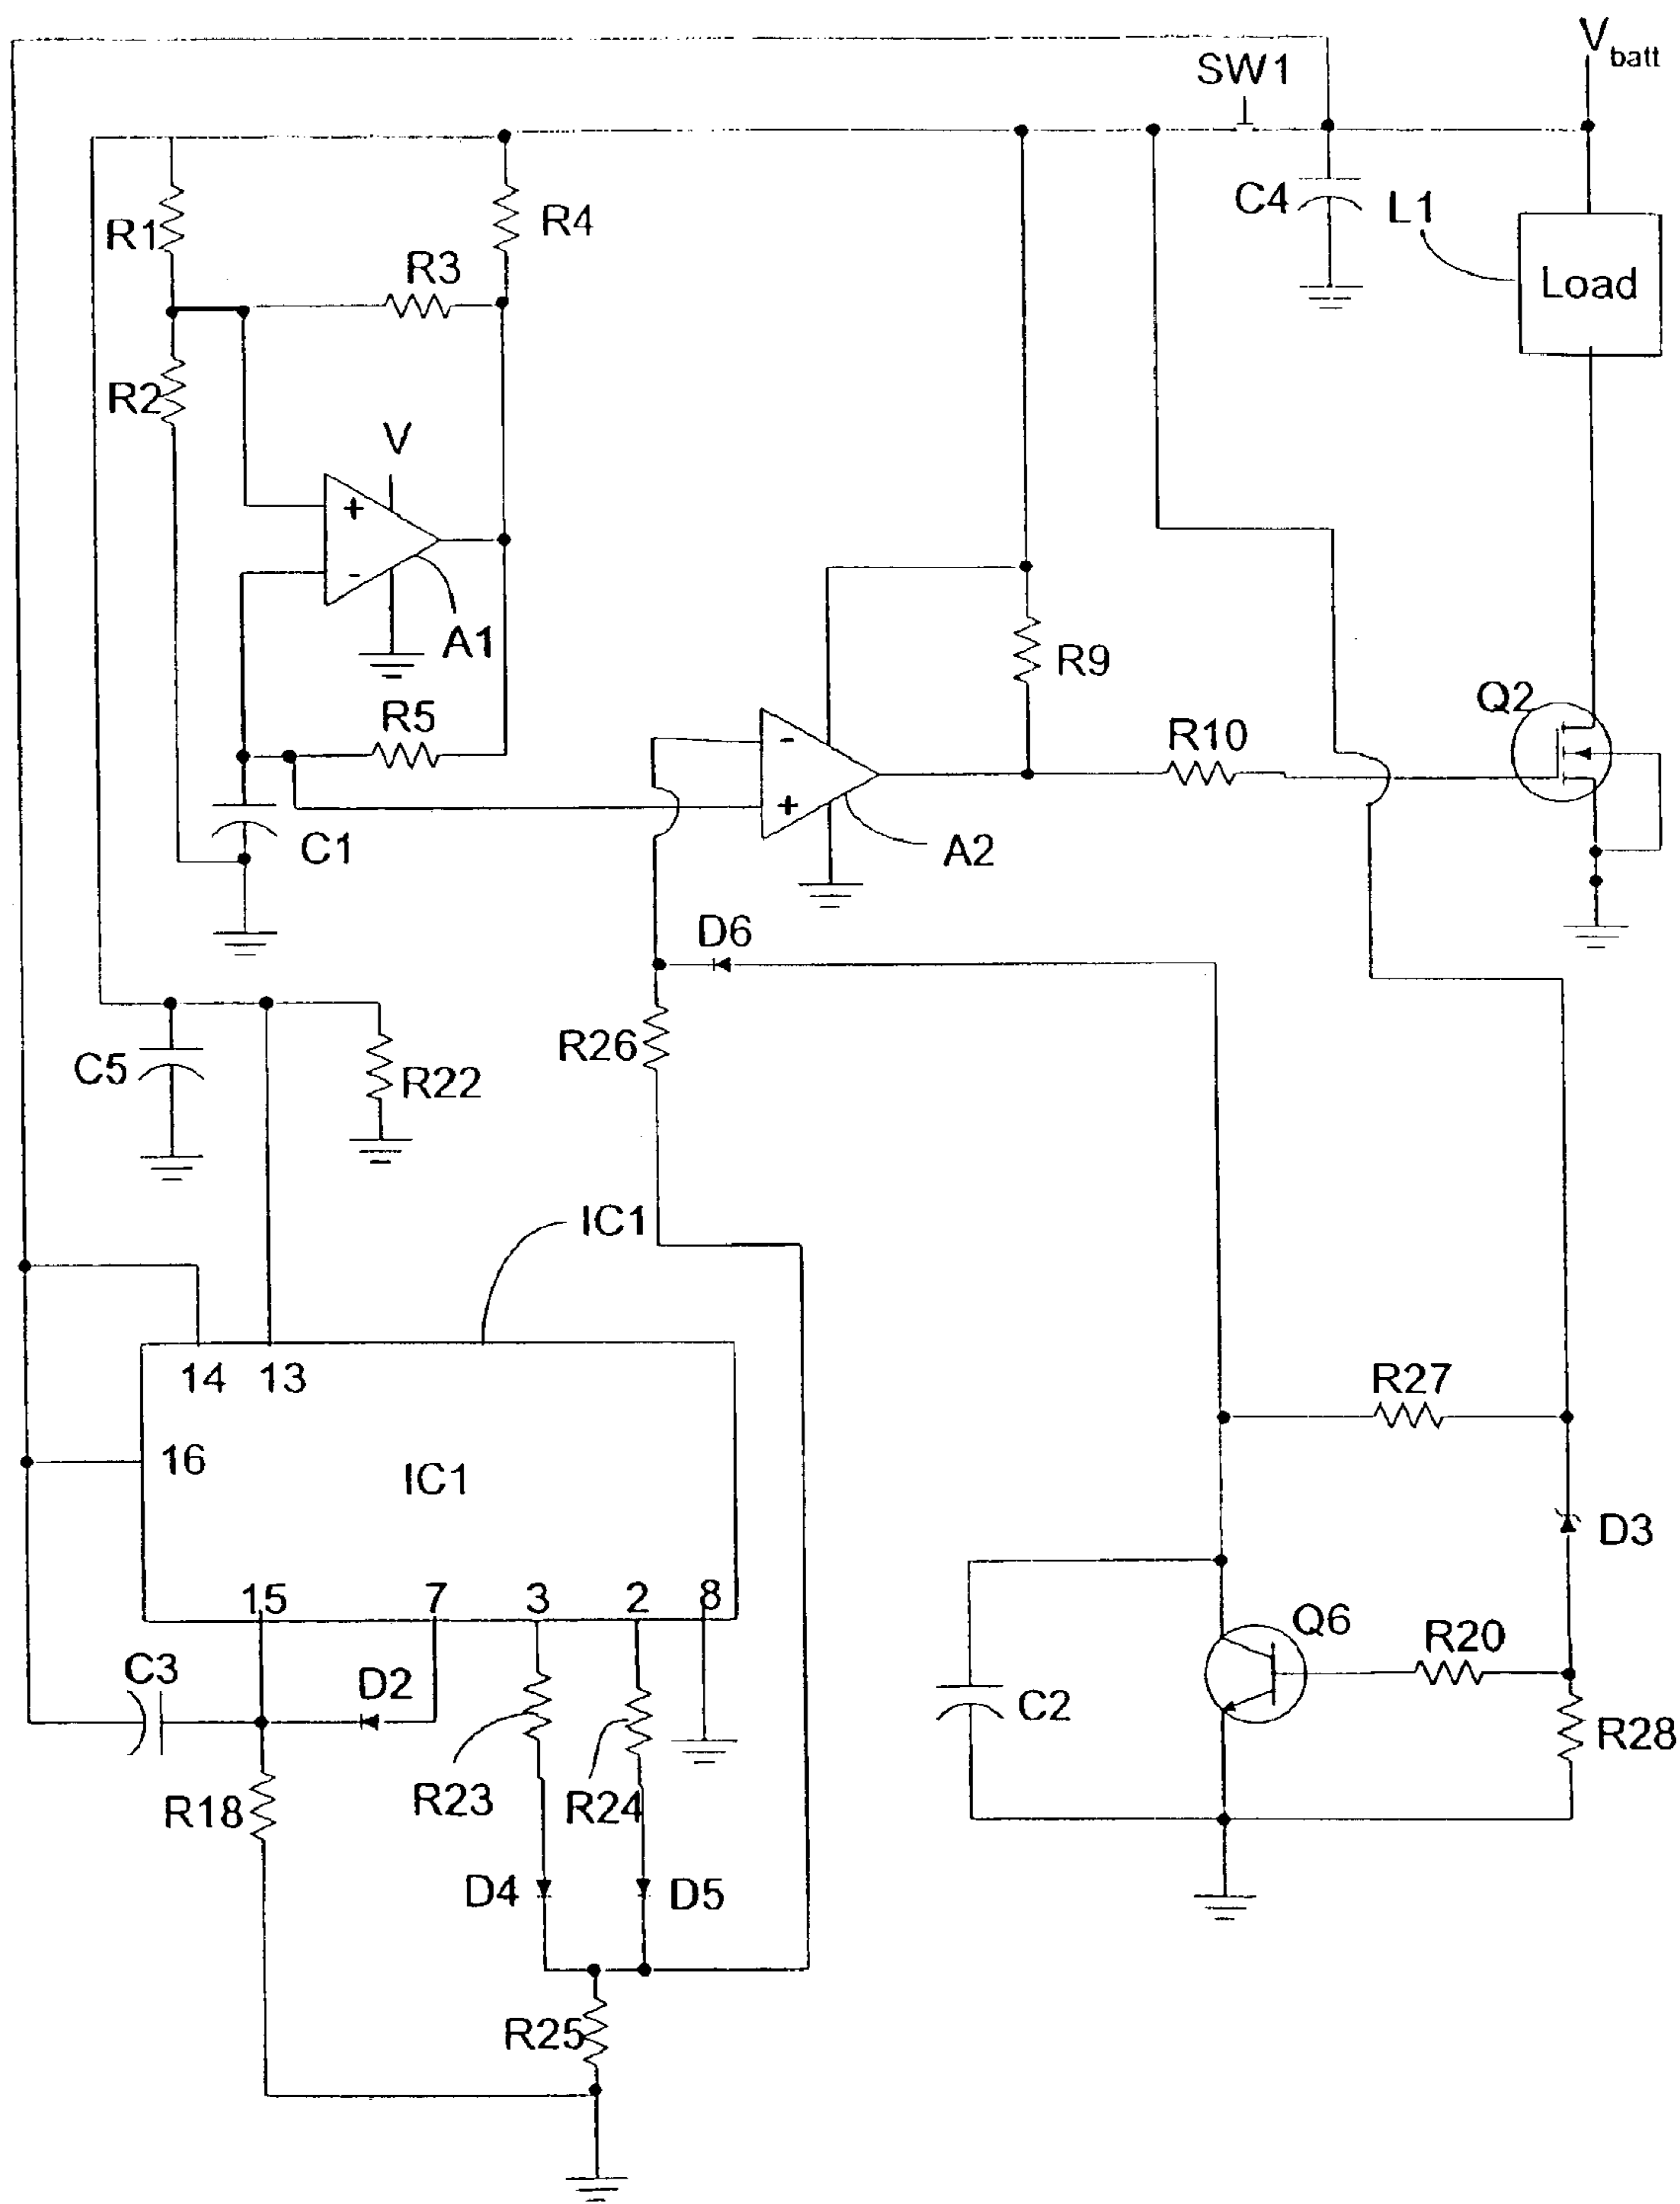 V batt
SW1
C4
L1
Load
R1
R4
R3
R2
V
+
-
A1
R5
C1
R9
-
+
A2
R10
Q2
D6
R26
C5
R22
IC1
14 13
16
IC1
15 7 3 2 8
R27
D3
Q6
R20
R28
C2
C3
D2
R18
R23
R24
D4
D5
R25